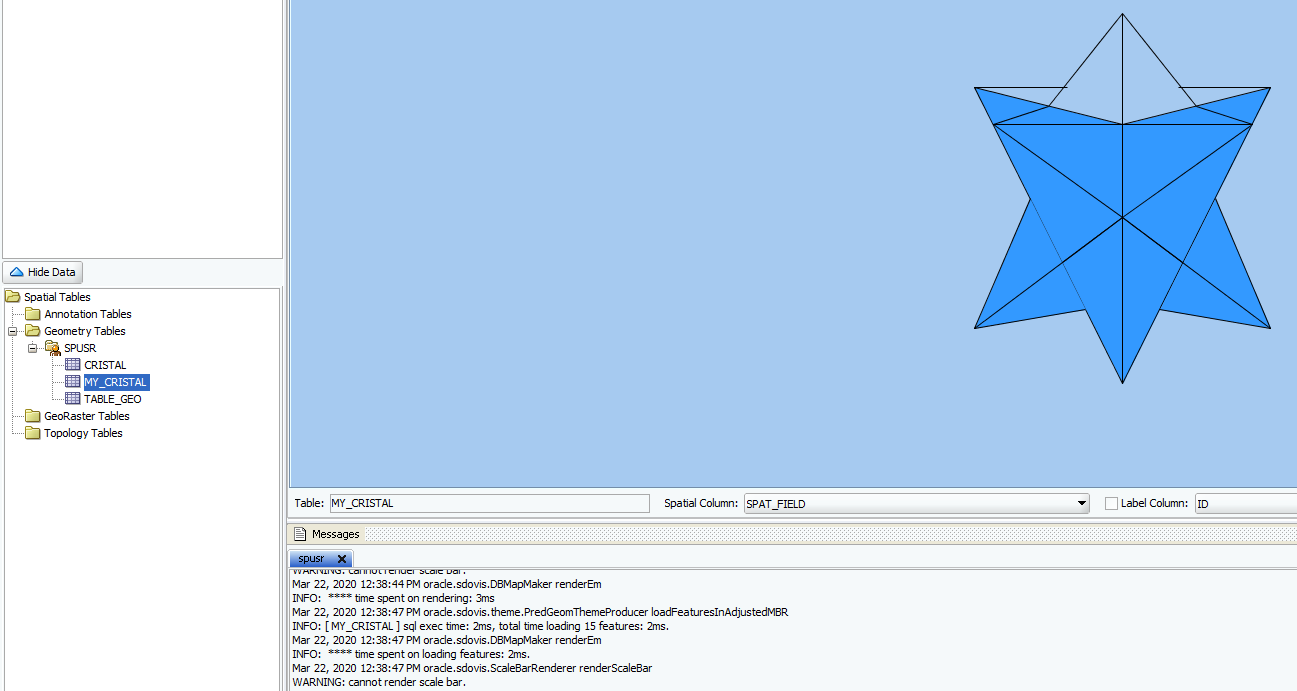 Hide Data
Spatial Tables
Annotation Tables
Geometry Tables
SPUSR
CRISTAL
MY_CRISTAL
TABLE_GEO
GeoRaster Tables
Topology Tables
Table: MY_CRISTAL Spatial Column: SPAT_FIELD Label Column: ID
Messages
spusr
WARNING: cannot render scale bar.
Mar 22, 2020 12:38:44 PM oracle.sdovis.DBMapMaker renderEm
INFO: **** time spent on rendering: 3ms
Mar 22, 2020 12:38:47 PM oracle.sdovis.theme.PredGeomThemeProducer loadFeaturesInAdjustedMBR
INFO: [ MY_CRISTAL ] sql exec time: 2ms, total time loading 15 features: 2ms.
Mar 22, 2020 12:38:47 PM oracle.sdovis.DBMapMaker renderEm
INFO: **** time spent on loading features: 2ms.
Mar 22, 2020 12:38:47 PM oracle.sdovis.ScaleBarRenderer renderScaleBar
WARNING: cannot render scale bar.